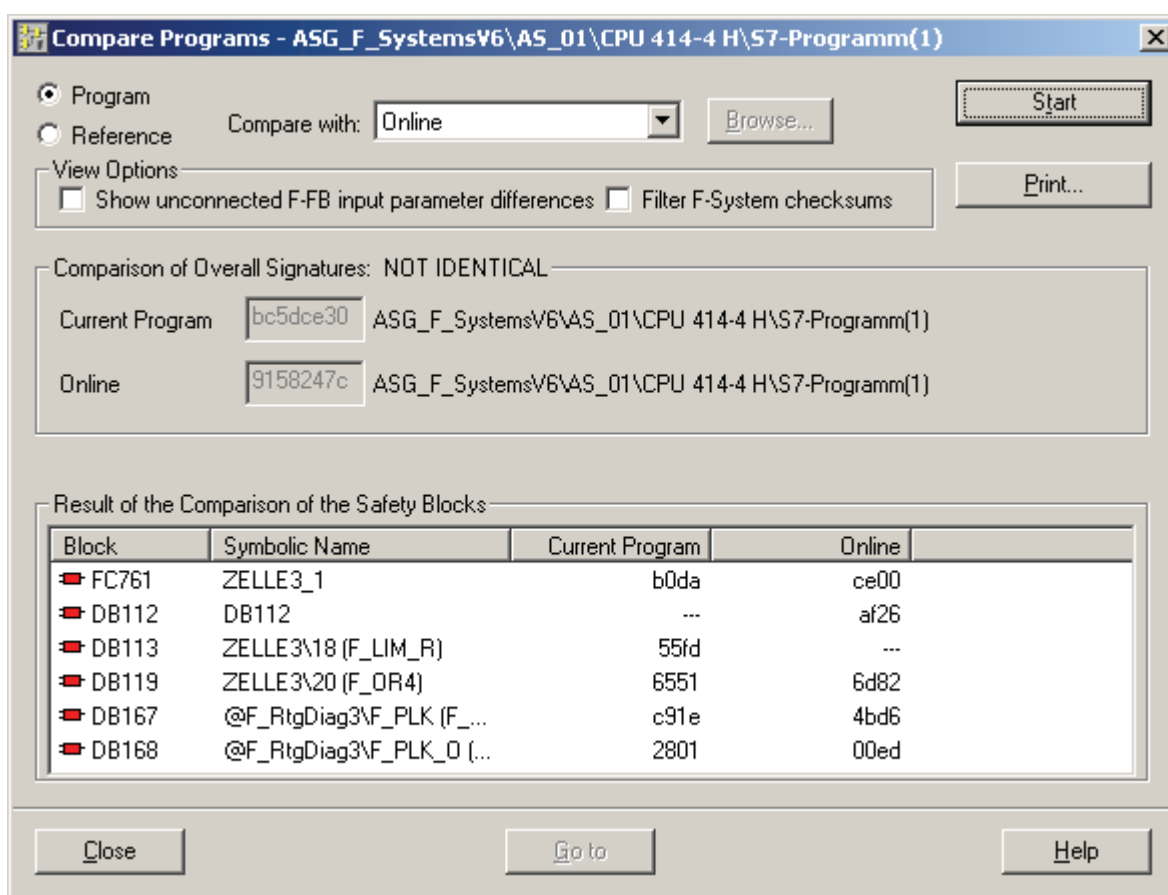 Compare Programs - ASG_F_SystemsV6\AS_01\CPU 414-4 H\S7-Programm(1)
Program
Reference
Compare with: Online Browse... Start
View Options
Show unconnected F-FB input parameter differences Filter F-System checksums Print...
Comparison of Overall Signatures: NOT IDENTICAL
Current Program bc5dce30 ASG_F_SystemsV6\AS_01\CPU 414-4 H\S7-Programm(1)
Online 9158247c ASG_F_SystemsV6\AS_01\CPU 414-4 H\S7-Programm(1)
Result of the Comparison of the Safety Blocks
Block Symbolic Name Current Program Online
FC761 ZELLE3_1 b0da ce00
DB112 DB112 --- af26
DB113 ZELLE3\18 (F_LIM_R) 55fd ---
DB119 ZELLE3\20 (F_OR4) 6551 6d82
DB167 @F_RtgDiag3\F_PLK (F_... c91e 4bd6
DB168 @F_RtgDiag3\F_PLK_O (... 2801 00ed
Close Go to Help